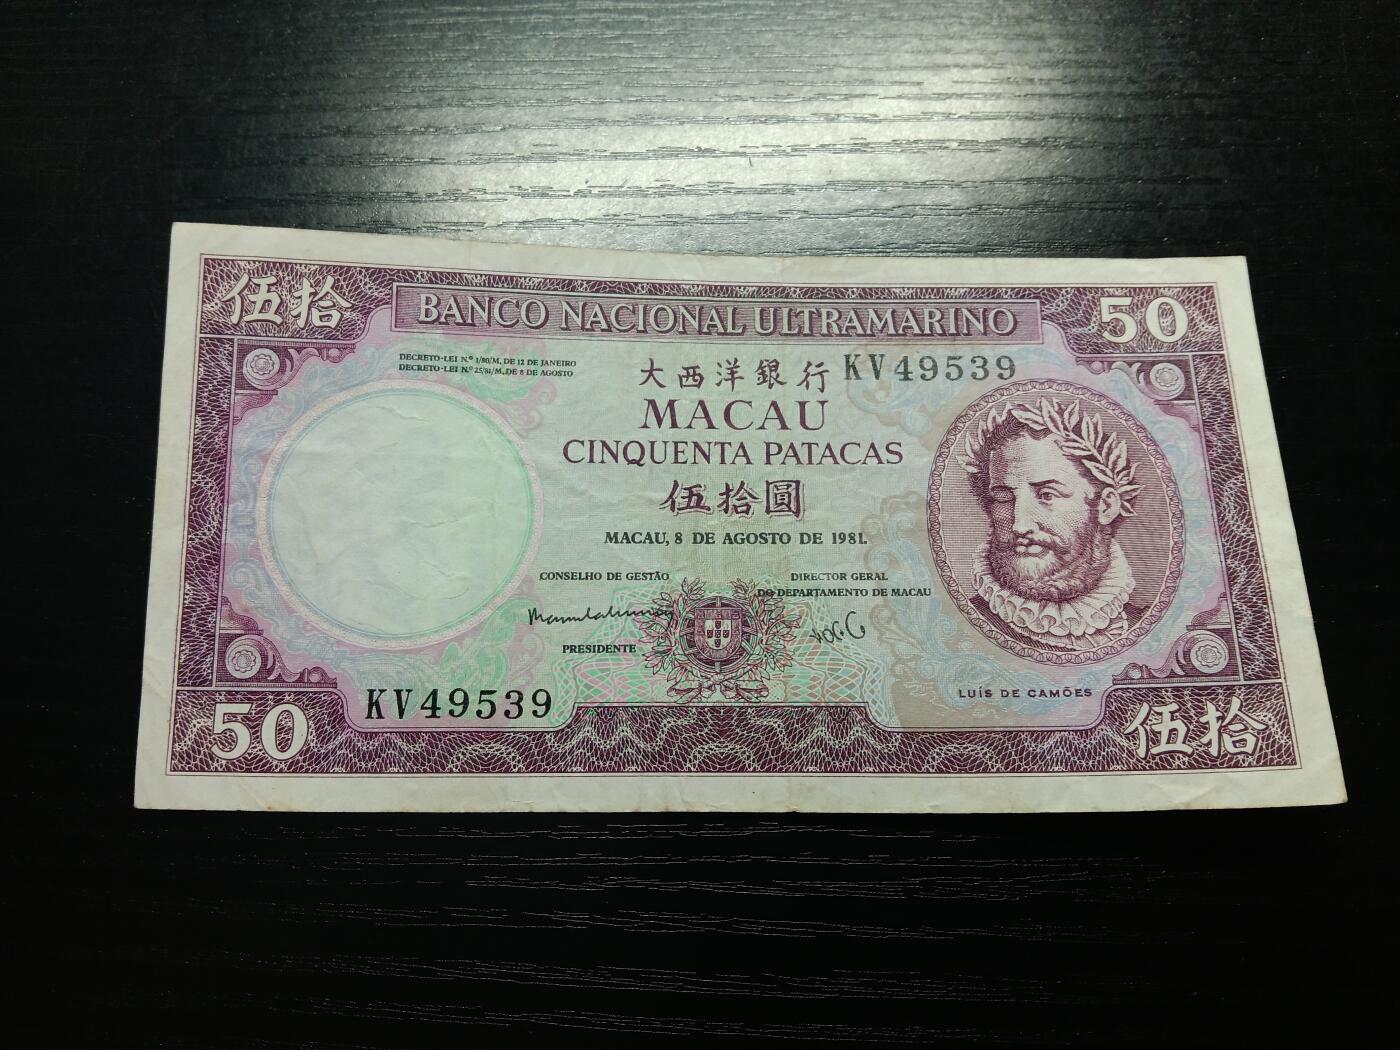 伍拾
BANCO NACIONAL ULTRAMARINO
50
DECRETO-LEI N.º 1/80/M, DE 12 DE JANEIRO
DECRETO-LEI N.º 25/81/M, DE 8 DE AGOSTO
大西洋銀行
KV49539
MACAU
CINQUENTA PATACAS
伍拾圓
MACAU, 8 DE AGOSTO DE 1981.
CONSELHO DE GESTÃO
PRESIDENTE
DIRECTOR GERAL
DO DEPARTAMENTO DE MACAU
LUÍS DE CAMÕES
KV49539
50
伍拾